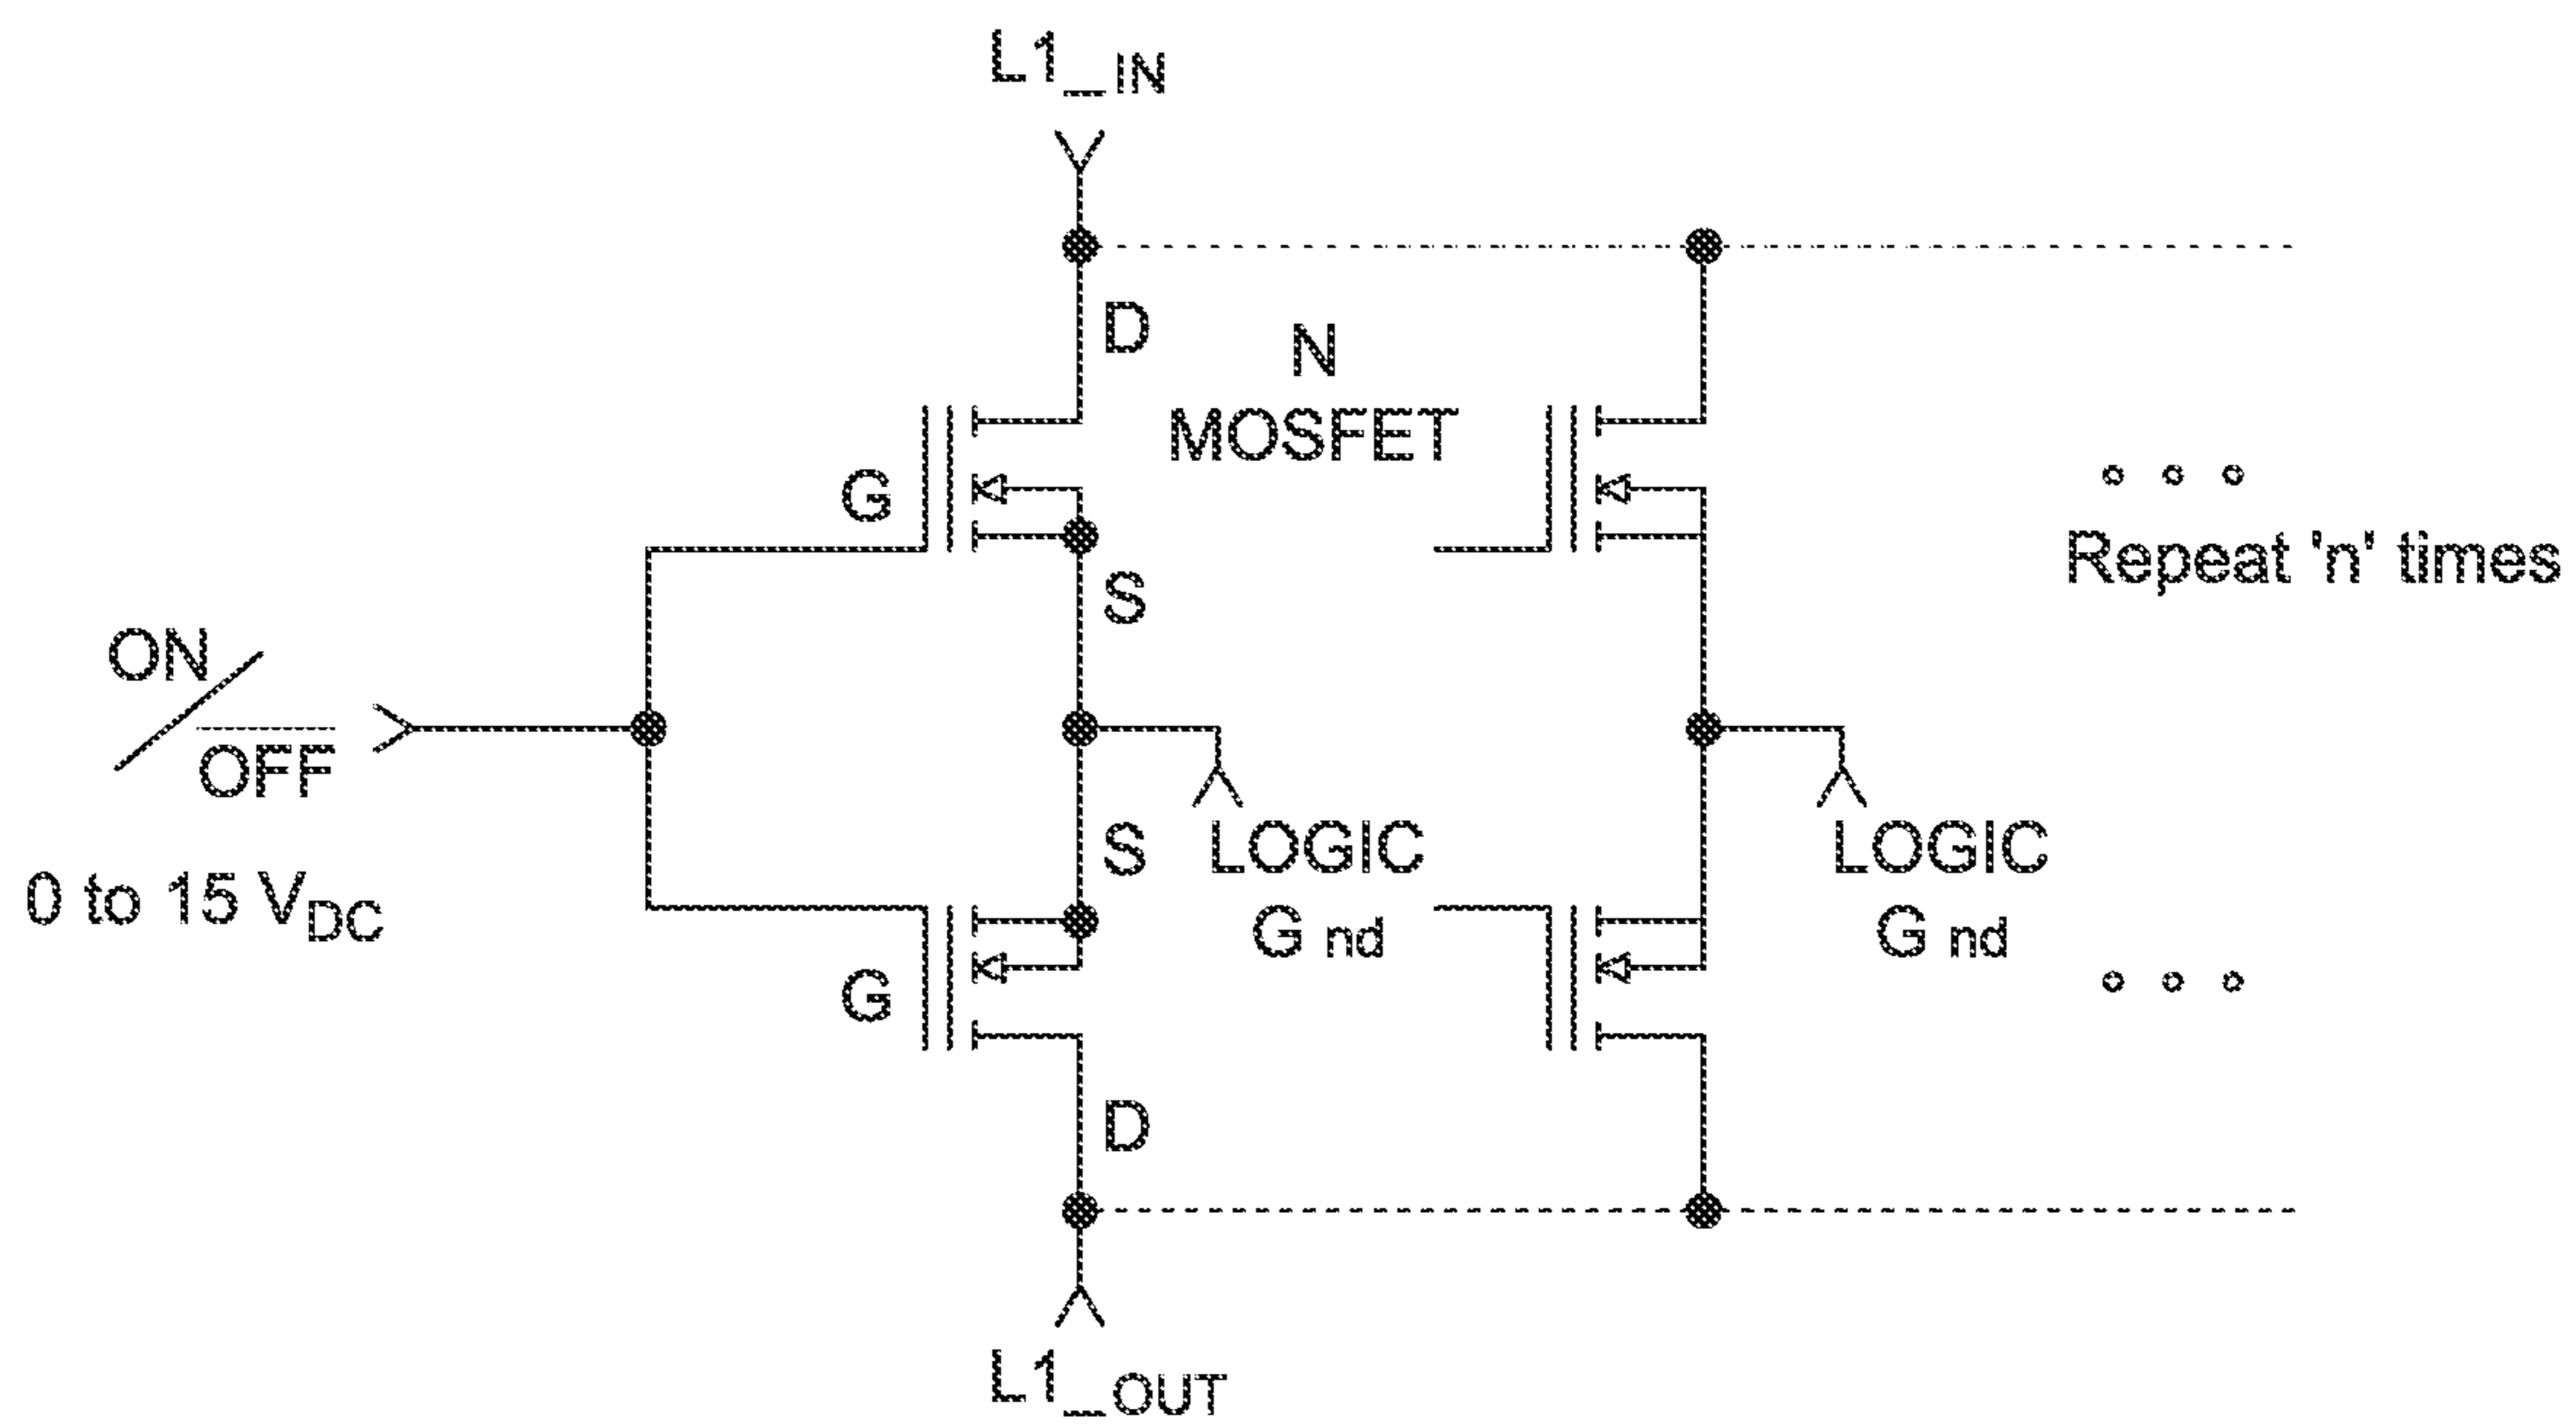 L1_IN
D
N
MOSFET
G
S
Repeat 'n' times
ON
/
OFF
0 to 15 VDC
S
LOGIC
G nd
LOGIC
G nd
G
D
L1_OUT